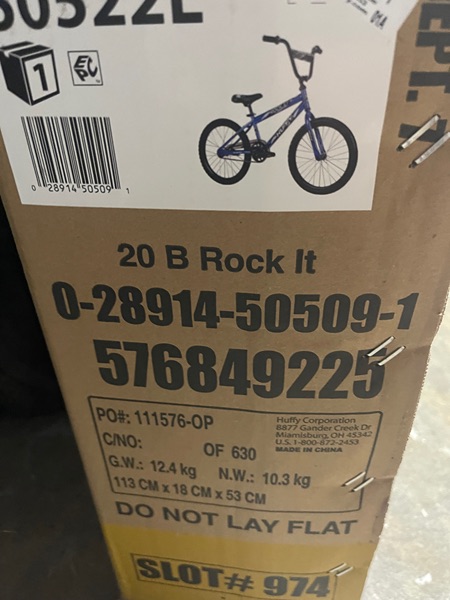 1
EPC
0 28914 50509 1
20 B Rock It
0-28914-50509-1
576849225
PO#: 111576-OP
C/NO: OF 630
G.W.: 12.4 kg N.W.: 10.3 kg
113 CM x 18 CM x 53 CM
Huffy Corporation
8877 Gander Creek Dr
Miamisburg, OH 45342
U.S. 1-800-872-2453
MADE IN CHINA
DO NOT LAY FLAT
SLOT# 974